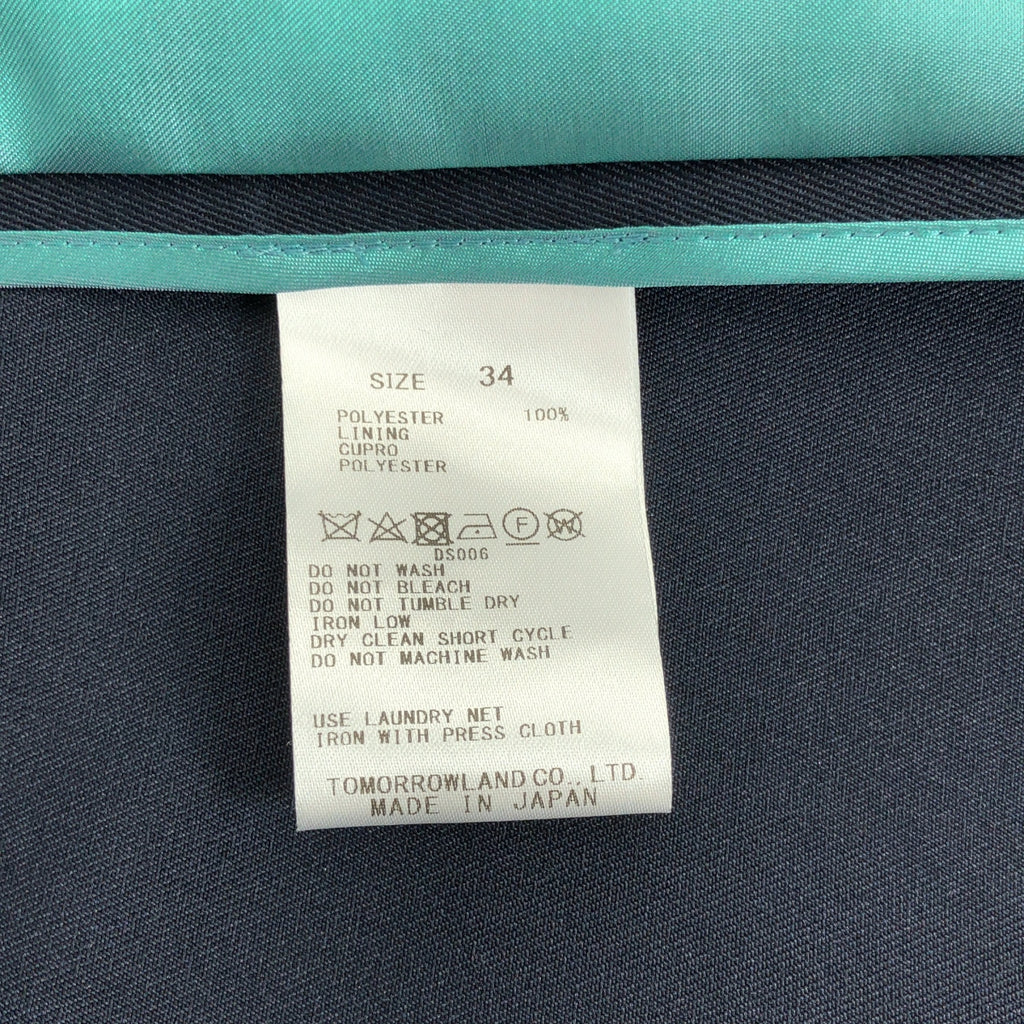 SIZE 34
POLYESTER 100%
LINING
CUPRO
POLYESTER
F W
DS006
DO NOT WASH
DO NOT BLEACH
DO NOT TUMBLE DRY
IRON LOW
DRY CLEAN SHORT CYCLE
DO NOT MACHINE WASH
USE LAUNDRY NET
IRON WITH PRESS CLOTH
TOMORROWLAND CO., LTD.
MADE IN JAPAN